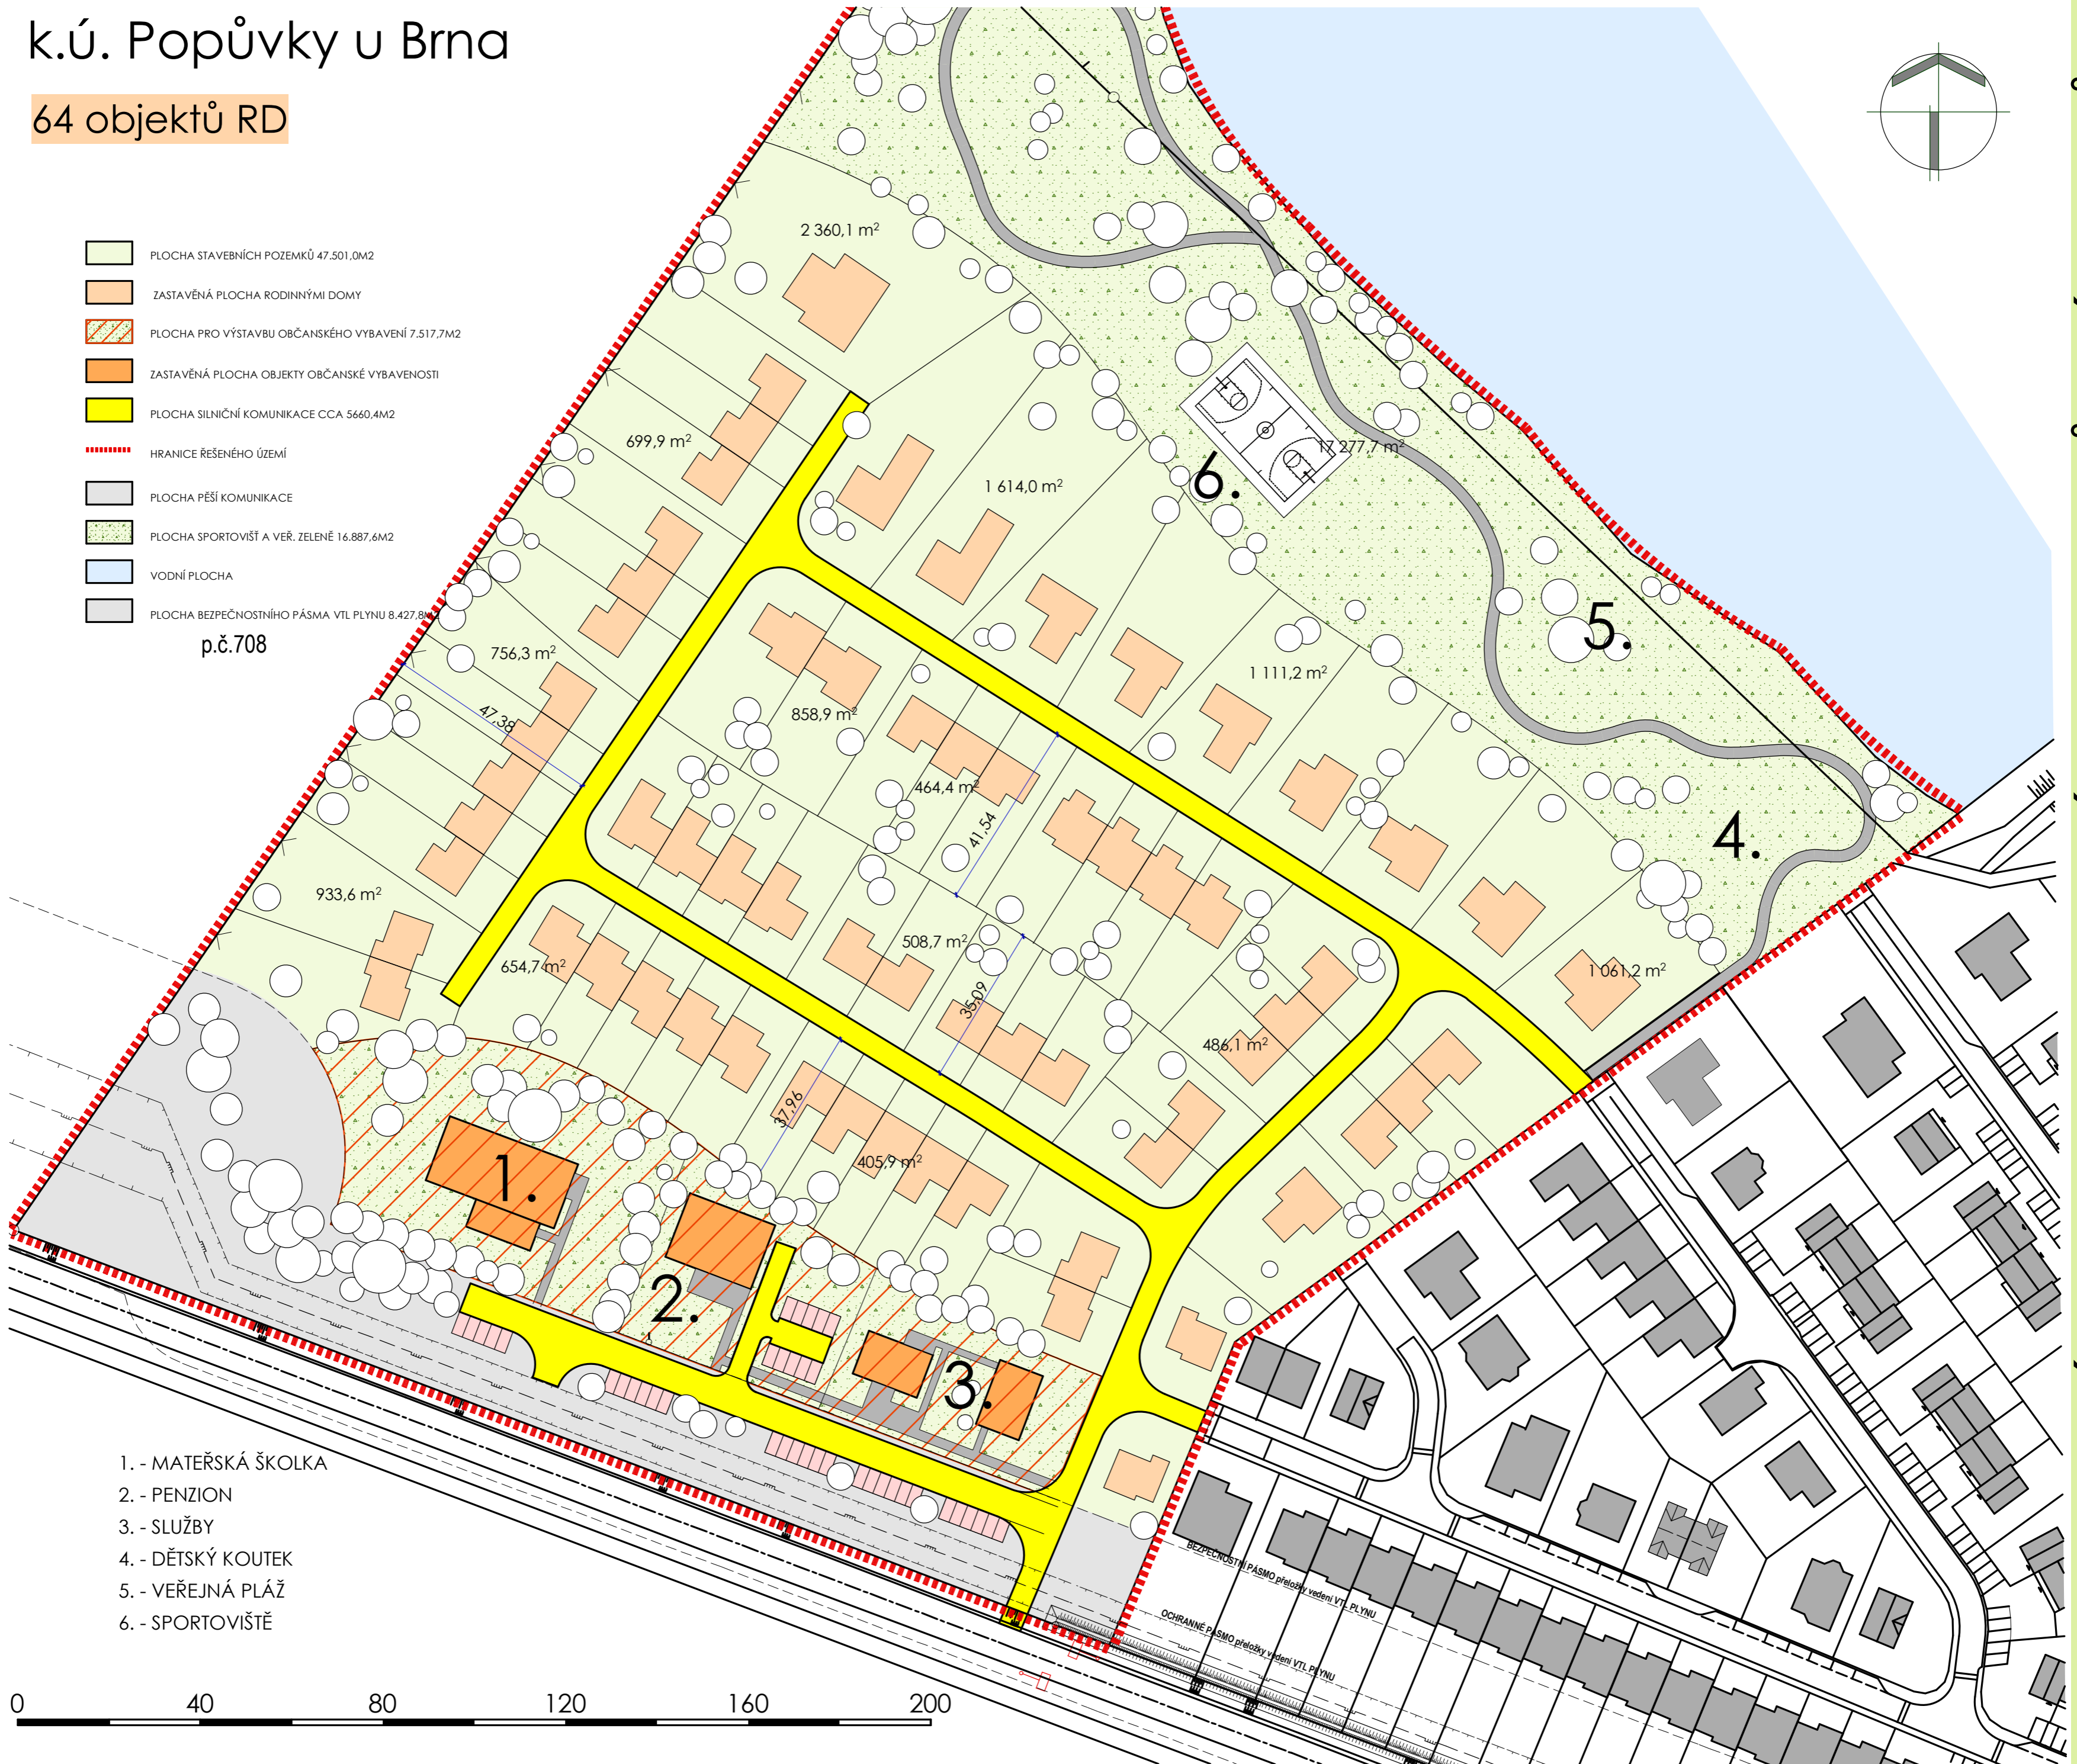 k.ú. Popůvky u Brna
64 objektů RD
PLOCHA STAVEBNÍCH POZEMKŮ 47.501,0M2
ZASTAVĚNÁ PLOCHA RODINNÝMI DOMY
PLOCHA PRO VÝSTAVBU OBČANSKÉHO VYBAVENÍ 7.517,7M2
ZASTAVĚNÁ PLOCHA OBJEKTY OBČANSKÉ VYBAVENOSTI
PLOCHA SILNIČNÍ KOMUNIKACE CCA 5660,4M2
HRANICE ŘEŠENÉHO ÚZEMÍ
PLOCHA PĚŠÍ KOMUNIKACE
PLOCHA SPORTOVIŠŤ A VEŘ. ZELENĚ 16.887,6M2
VODNÍ PLOCHA
PLOCHA BEZPEČNOSTNÍHO PÁSMA VTL PLYNU 8.427,8M2
p.č.708
2 360,1 m²
699,9 m²
1 614,0 m²
17 277,7 m²
6.
5.
756,3 m²
1 111,2 m²
47,38
858,9 m²
464,4 m²
41,54
4.
933,6 m²
508,7 m²
654,7 m²
1 061,2 m²
35,09
486,1 m²
37,96
405,9 m²
1.
2.
3.
1. - MATEŘSKÁ ŠKOLKA
2. - PENZION
3. - SLUŽBY
4. - DĚTSKÝ KOUTEK
5. - VEŘEJNÁ PLÁŽ
6. - SPORTOVIŠTĚ
BEZPEČNOSTNÍ PÁSMO přeložky vedení VTL PLYNU
OCHRANNÉ PÁSMO přeložky vedení VTL PLYNU
0 40 80 120 160 200